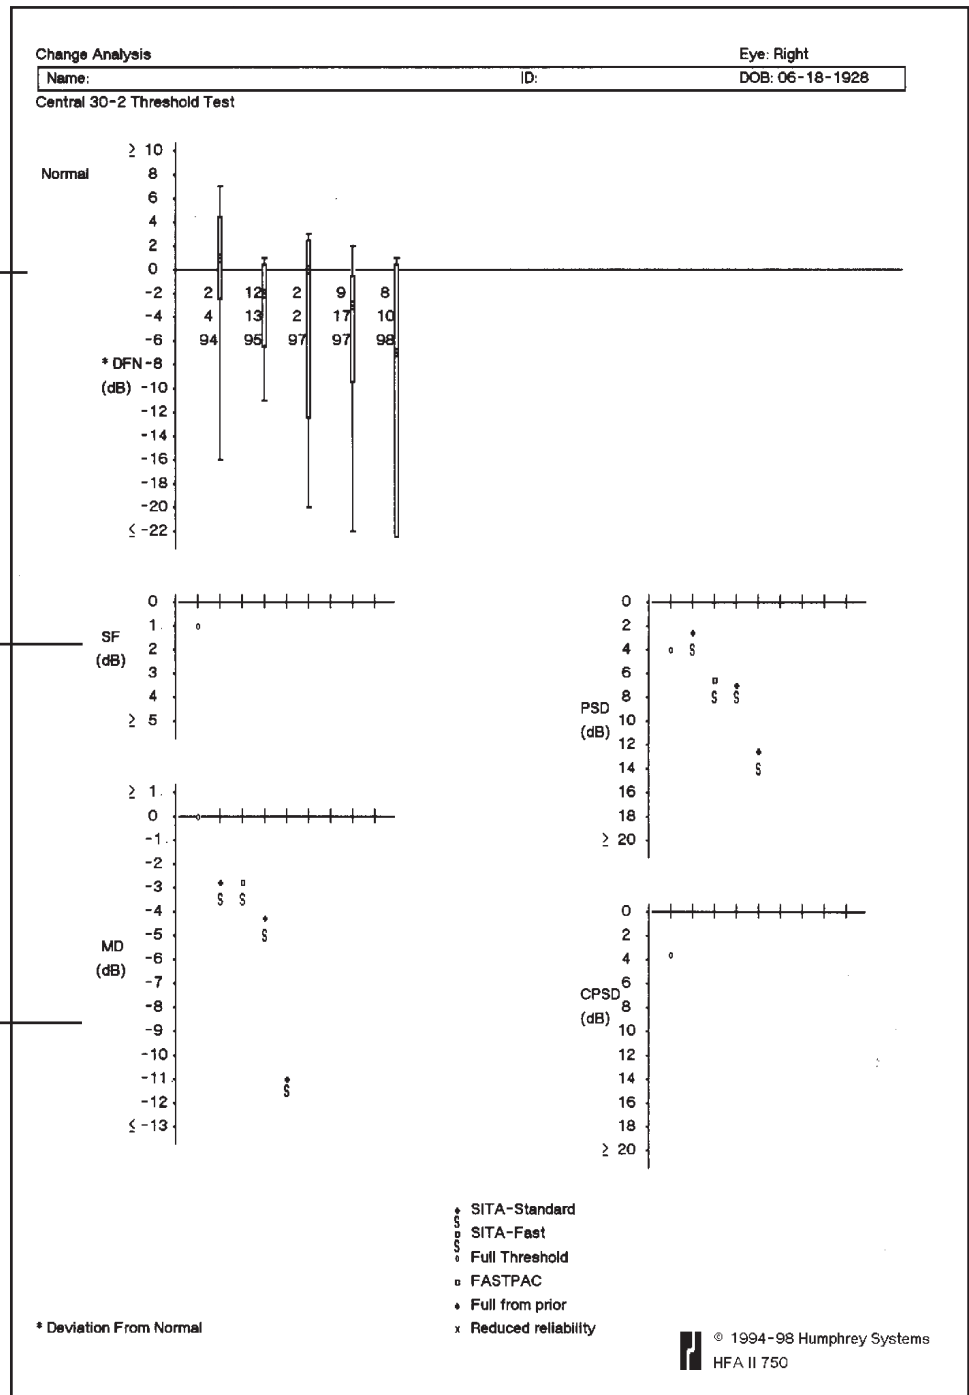 Change Analysis Eye: Right
Name: ID: DOB: 06-18-1928
Central 30-2 Threshold Test
≥ 10
Normal 8
6
4
2
0
-2 2 12 2 9 8
-4 4 13 2 17 10
-6 94 95 97 97 98
* DFN -8
(dB) -10
-12
-14
-16
-18
-20
≤ -22
0
SF 1
(dB) 2
3
4
≥ 5
0
2
4 S
6
PSD 8 S S
(dB) 10
12
14 S
16
18
≥ 20
≥ 1
0
-1
-2
-3
-4 S S
-5 S
MD -6
(dB) -7
-8
-9
-10
-11
-12 S
≤ -13
0
2
4
6
CPSD 8
(dB) 10
12
14
16
18
≥ 20
S SITA-Standard
S SITA-Fast
Full Threshold
FASTPAC
Full from prior
x Reduced reliability
* Deviation From Normal
© 1994-98 Humphrey Systems
HFA II 750